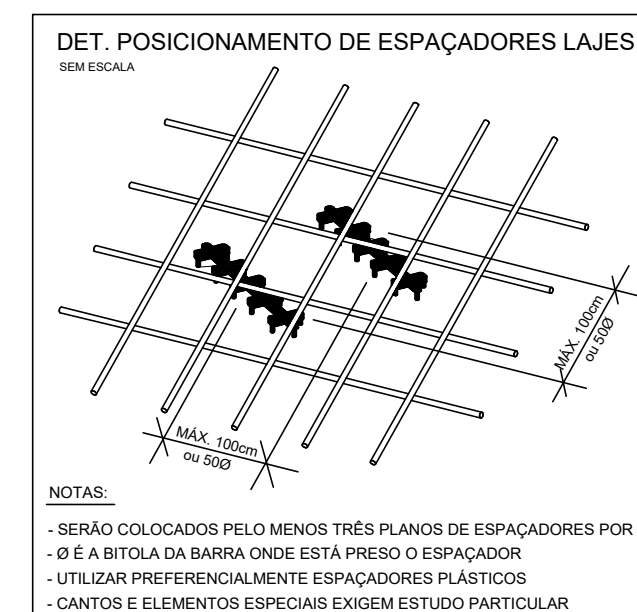 DET. POSICIONAMENTO DE ESPAÇADORES LAJES
SEM ESCALA
MÁX. 100cm
ou 50Ø
MÁX. 100cm
ou 50Ø
NOTAS:
- SERÃO COLOCADOS PELO MENOS TRÊS PLANOS DE ESPAÇADORES POR
- Ø É A BITOLA DA BARRA ONDE ESTÁ PRESO O ESPAÇADOR
- UTILIZAR PREFERENCIALMENTE ESPAÇADORES PLÁSTICOS
- CANTOS E ELEMENTOS ESPECIAIS EXIGEM ESTUDO PARTICULAR